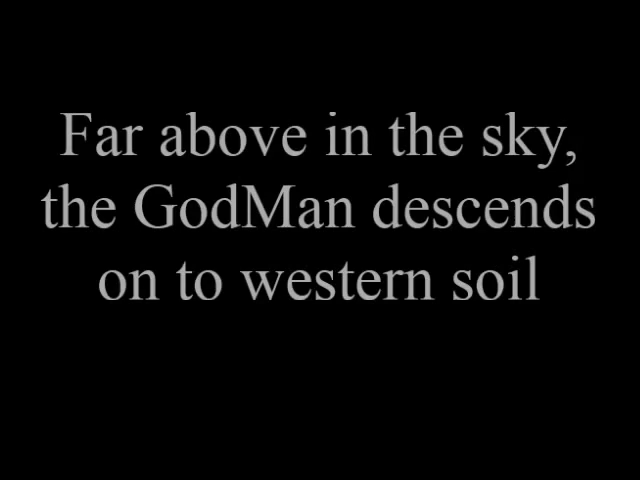 Far above in the sky,
the GodMan descends
on to western soil